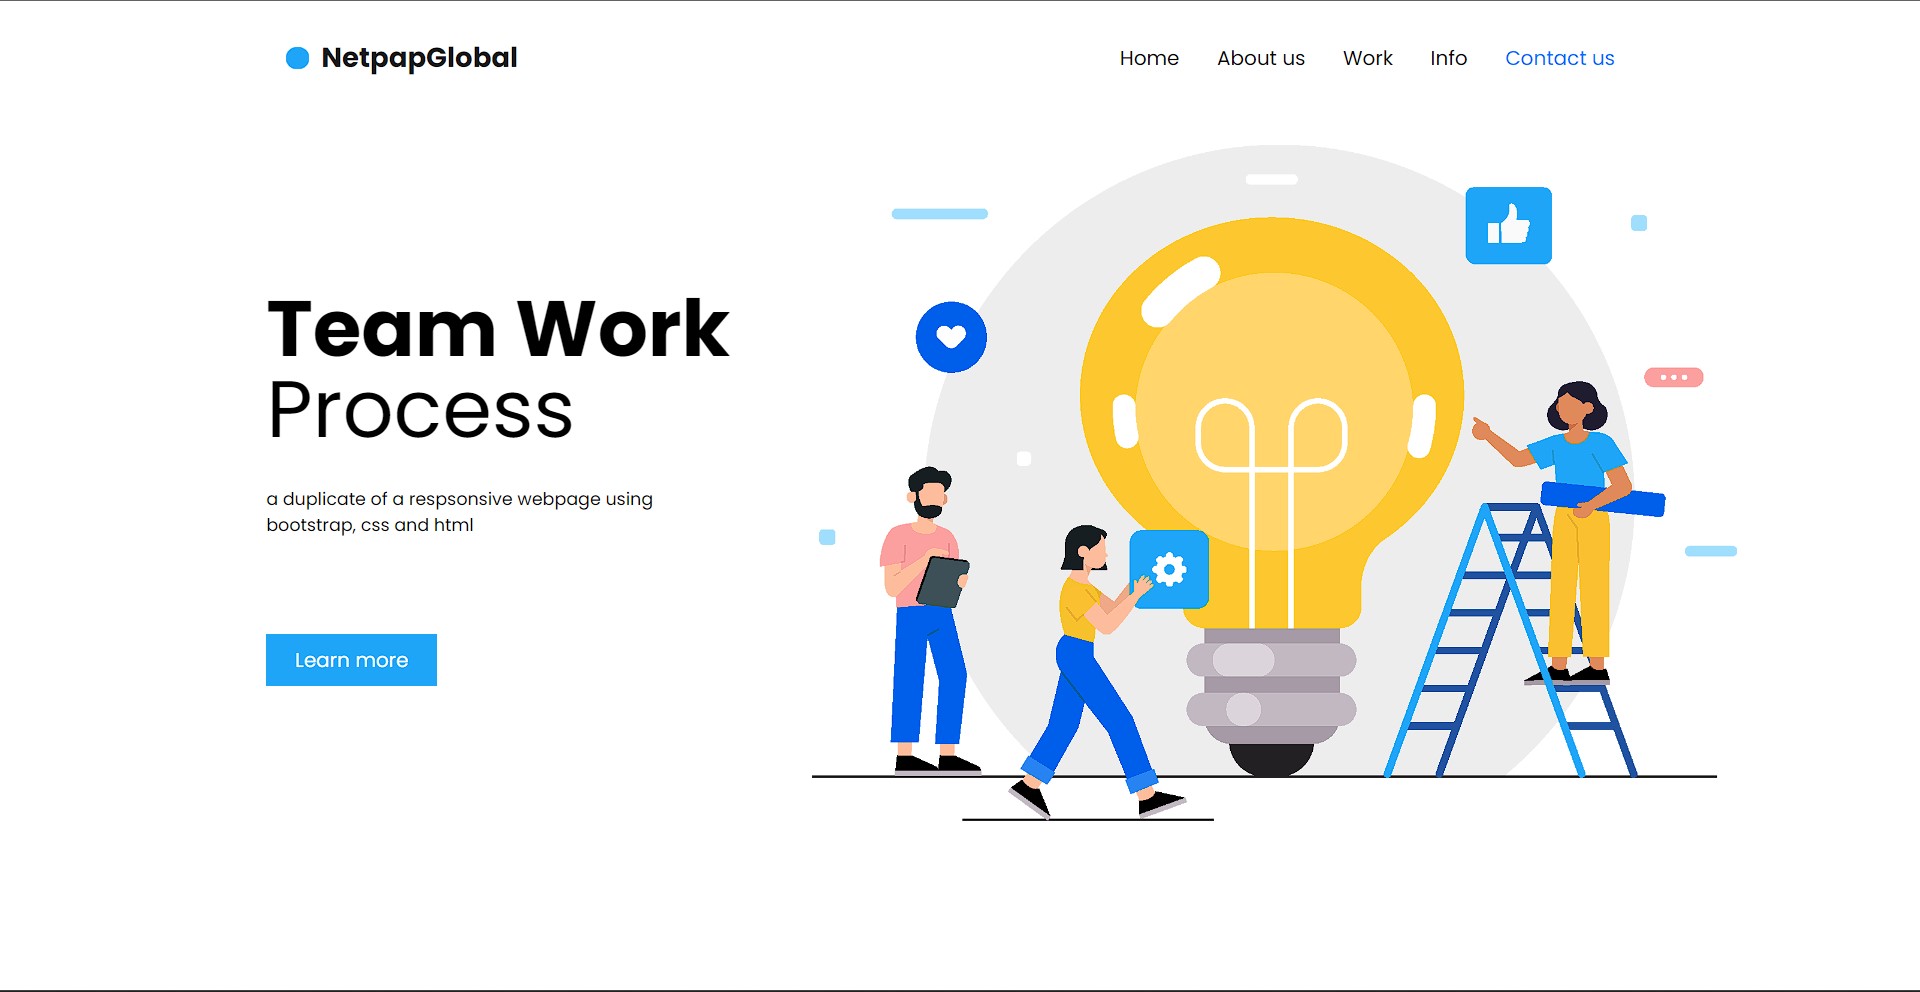 NetpapGlobal
Home About us Work Info Contact us
Team Work
Process
a duplicate of a respsonsive webpage using
bootstrap, css and html
Learn more